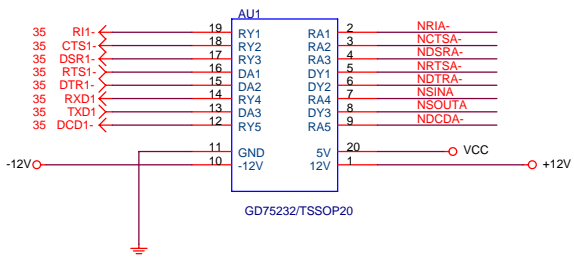 AU1
35 RI1- 19 RY1 RA1 2 NRIA-
35 CTS1- 18 RY2 RA2 3 NCTSA-
35 DSR1- 17 RY3 RA3 4 NDSRA-
35 RTS1- 16 DA1 DY1 5 NRTSA-
35 DTR1- 15 DA2 DY2 6 NDTRA-
35 RXD1 14 RY4 RA4 7 NSINA
35 TXD1 13 DA3 DY3 8 NSOUTA
35 DCD1- 12 RY5 RA5 9 NDCDA-
11 GND 5V 20 VCC
-12V 10 -12V 12V 1 +12V
GD75232/TSSOP20